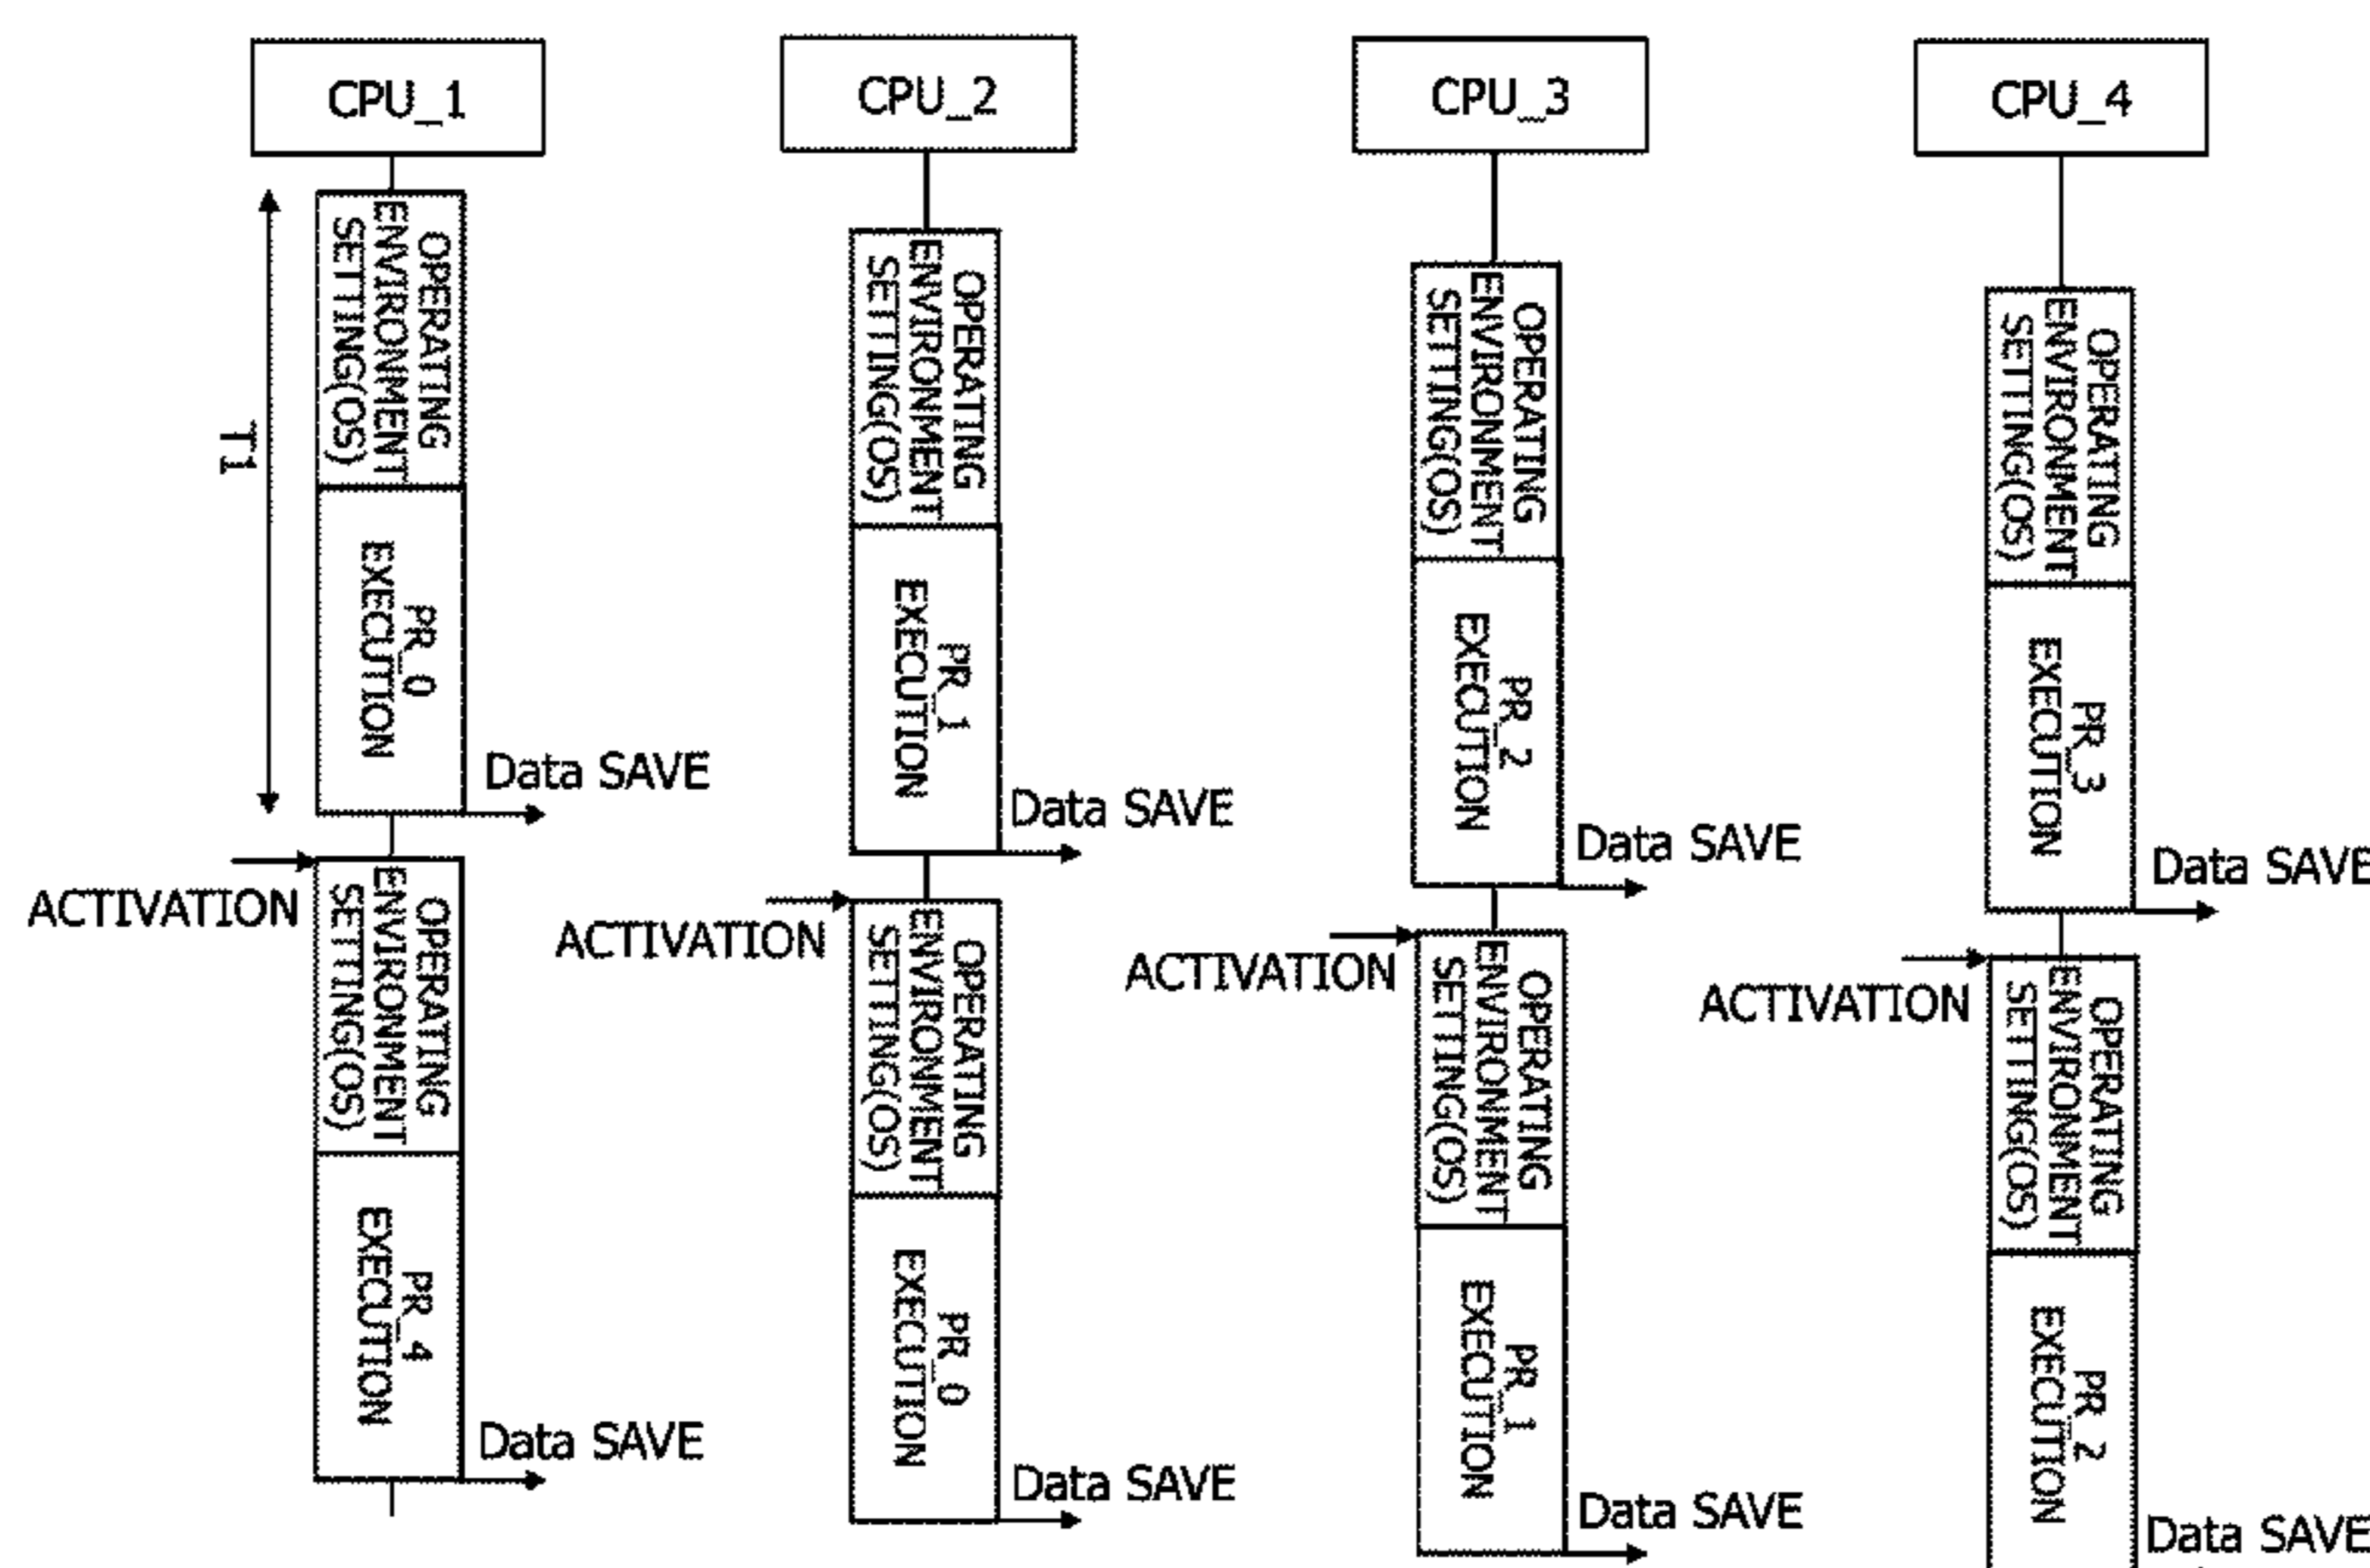 CPU_1
CPU_2
CPU_3
CPU_4
T1
OPERATING
ENVIRONMENT
SETTING(OS)
PR_0
EXECUTION
Data SAVE
OPERATING
ENVIRONMENT
SETTING(OS)
PR_1
EXECUTION
Data SAVE
OPERATING
ENVIRONMENT
SETTING(OS)
PR_2
EXECUTION
Data SAVE
OPERATING
ENVIRONMENT
SETTING(OS)
PR_3
EXECUTION
Data SAVE
ACTIVATION
OPERATING
ENVIRONMENT
SETTING(OS)
PR_4
EXECUTION
Data SAVE
ACTIVATION
OPERATING
ENVIRONMENT
SETTING(OS)
PR_0
EXECUTION
Data SAVE
ACTIVATION
OPERATING
ENVIRONMENT
SETTING(OS)
PR_1
EXECUTION
Data SAVE
ACTIVATION
OPERATING
ENVIRONMENT
SETTING(OS)
PR_2
EXECUTION
Data SAVE